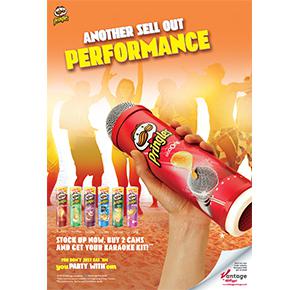 Pringles
ANOTHER SELL OUT
PERFORMANCE
Pringles
STOCK UP NOW, BUY 2 CANS
AND GET YOUR KARAOKE KIT!
YOU DON'T JUST EAT 'EM
YOU PARTY WITH 'EM
Vantage